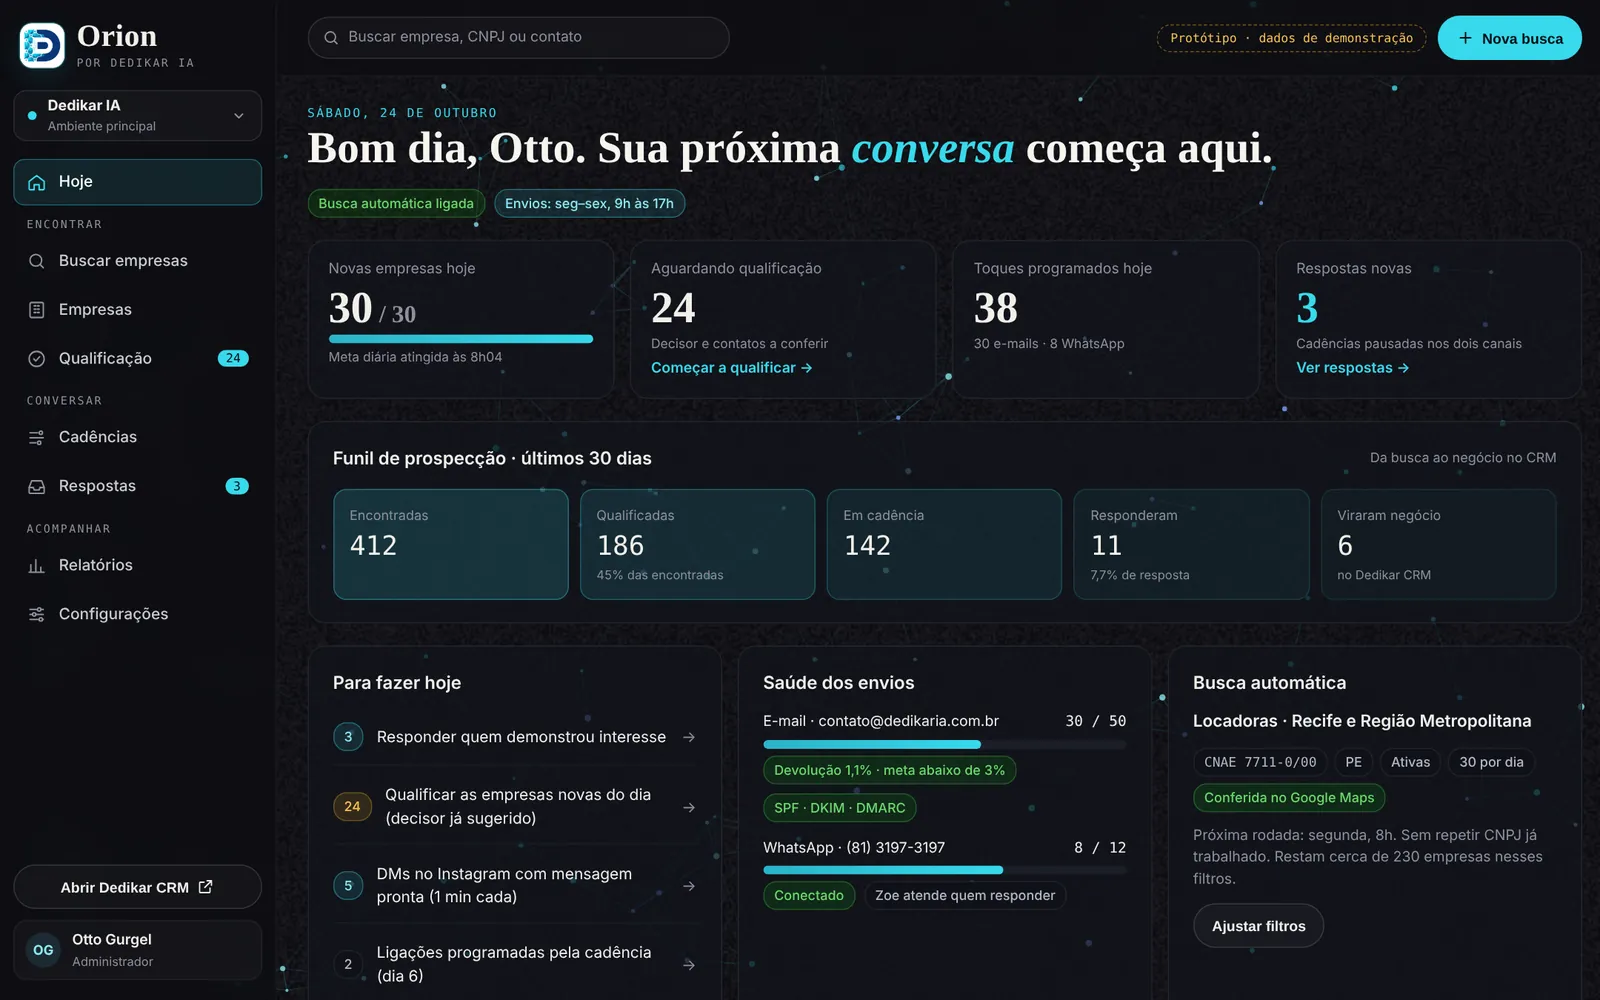 Orion
POR DEDIKAR IA
Dedikar IA
Ambiente principal
Hoje
ENCONTRAR
Buscar empresas
Empresas
Qualificação 24
CONVERSAR
Cadências
Respostas 3
ACOMPANHAR
Relatórios
Configurações
Abrir Dedikar CRM
OG
Otto Gurgel
Administrador
Buscar empresa, CNPJ ou contato
Protótipo · dados de demonstração
Nova busca
SÁBADO, 24 DE OUTUBRO
Bom dia, Otto. Sua próxima conversa começa aqui.
Busca automática ligada
Envios: seg–sex, 9h às 17h
Novas empresas hoje
30 / 30
Meta diária atingida às 8h04
Aguardando qualificação
24
Decisor e contatos a conferir
Começar a qualificar →
Toques programados hoje
38
30 e-mails · 8 WhatsApp
Respostas novas
3
Cadências pausadas nos dois canais
Ver respostas →
Funil de prospecção · últimos 30 dias
Da busca ao negócio no CRM
Encontradas
412
Qualificadas
186
45% das encontradas
Em cadência
142
Responderam
11
7,7% de resposta
Viraram negócio
6
no Dedikar CRM
Para fazer hoje
3 Responder quem demonstrou interesse →
24 Qualificar as empresas novas do dia
(decisor já sugerido) →
5 DMs no Instagram com mensagem
pronta (1 min cada) →
2 Ligações programadas pela cadência
(dia 6) →
Saúde dos envios
E-mail · contato@dedikaria.com.br 30 / 50
Devolução 1,1% · meta abaixo de 3%
SPF · DKIM · DMARC
WhatsApp · (81) 3197-3197 8 / 12
Conectado
Zoe atende quem responder
Busca automática
Locadoras · Recife e Região Metropolitana
CNAE 7711-0/00
PE
Ativas
30 por dia
Conferida no Google Maps
Próxima rodada: segunda, 8h. Sem repetir CNPJ já
trabalhado. Restam cerca de 230 empresas nesses
filtros.
Ajustar filtros